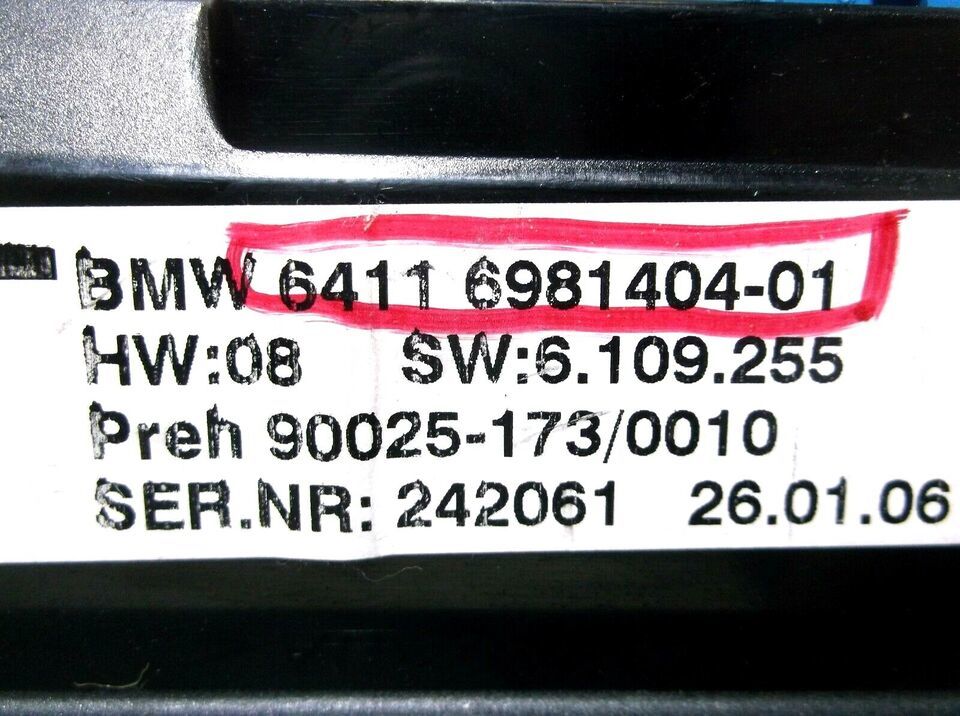 BMW 6411 6981404-01
HW:08 SW:6.109.255
Preh 90025-173/0010
SER.NR: 242061 26.01.06